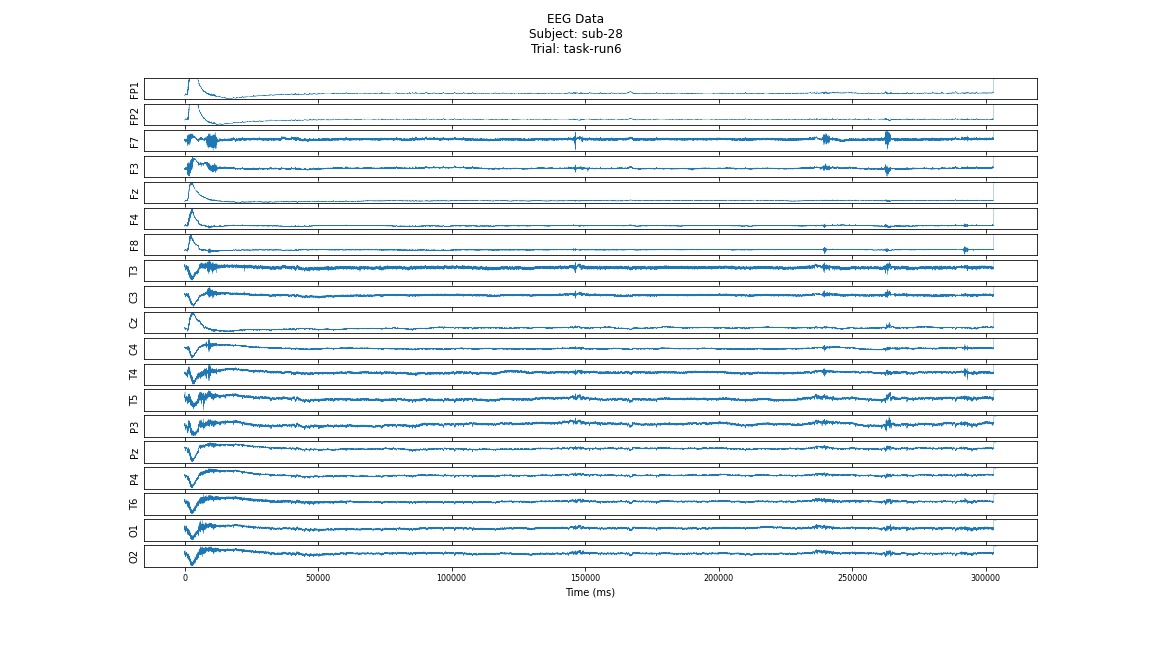 EEG Data
Subject: sub-28
Trial: task-run6
FP1
FP2
F7
F3
Fz
F4
F8
T3
C3
Cz
C4
T4
T5
P3
Pz
P4
T6
O1
O2
0 50000 100000 150000 200000 250000 300000
Time (ms)